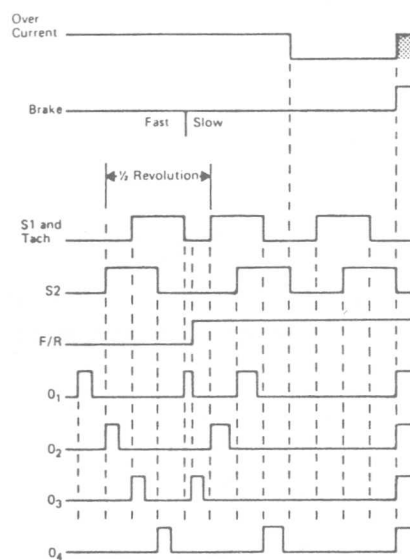 Over
Current
Brake
Fast Slow
½ Revolution
S1 and
Tach
S2
F/R
O₁
O₂
O₃
O₄